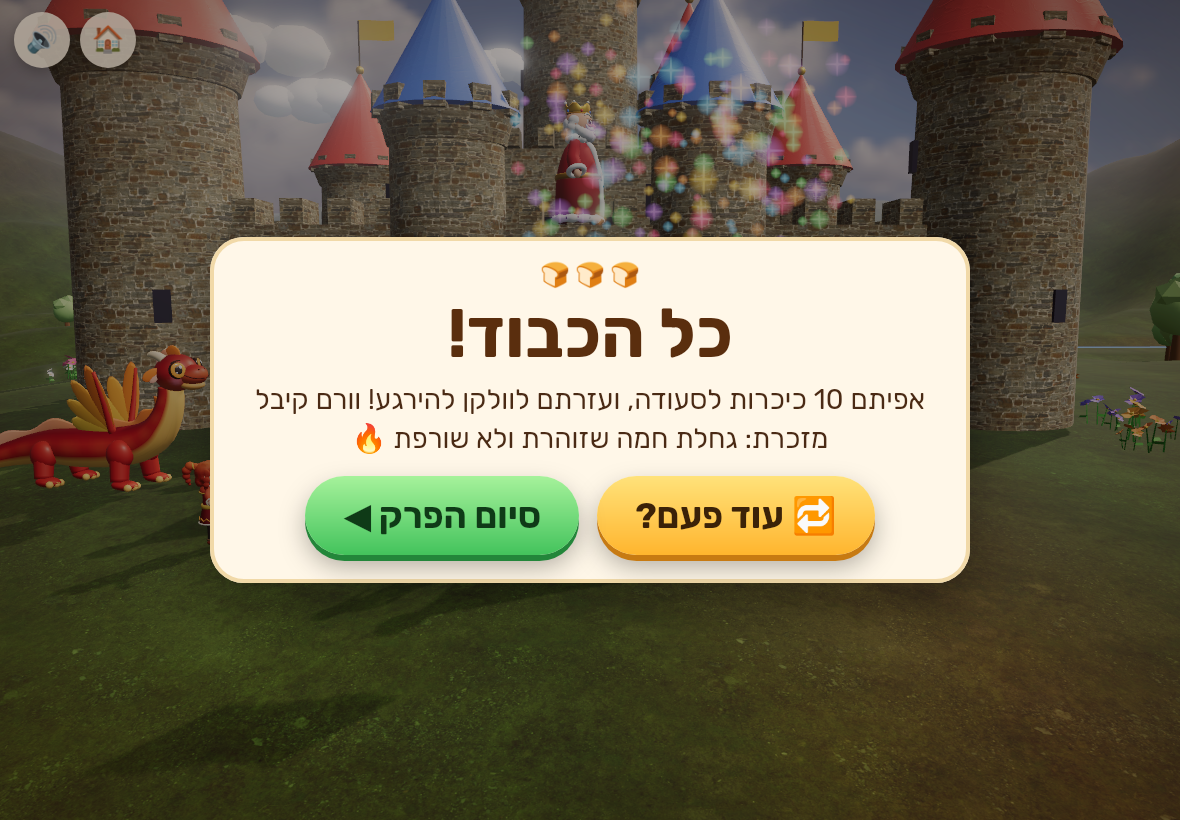 כל הכבוד!
אפיתם 10 כיכרות לסעודה, ועזרתם לוולקן להירגע! וורם קיבל
מזכרת: גחלת חמה שזוהרת ולא שורפת 🔥
🔁 עוד פעם?
סיום הפרק ◀